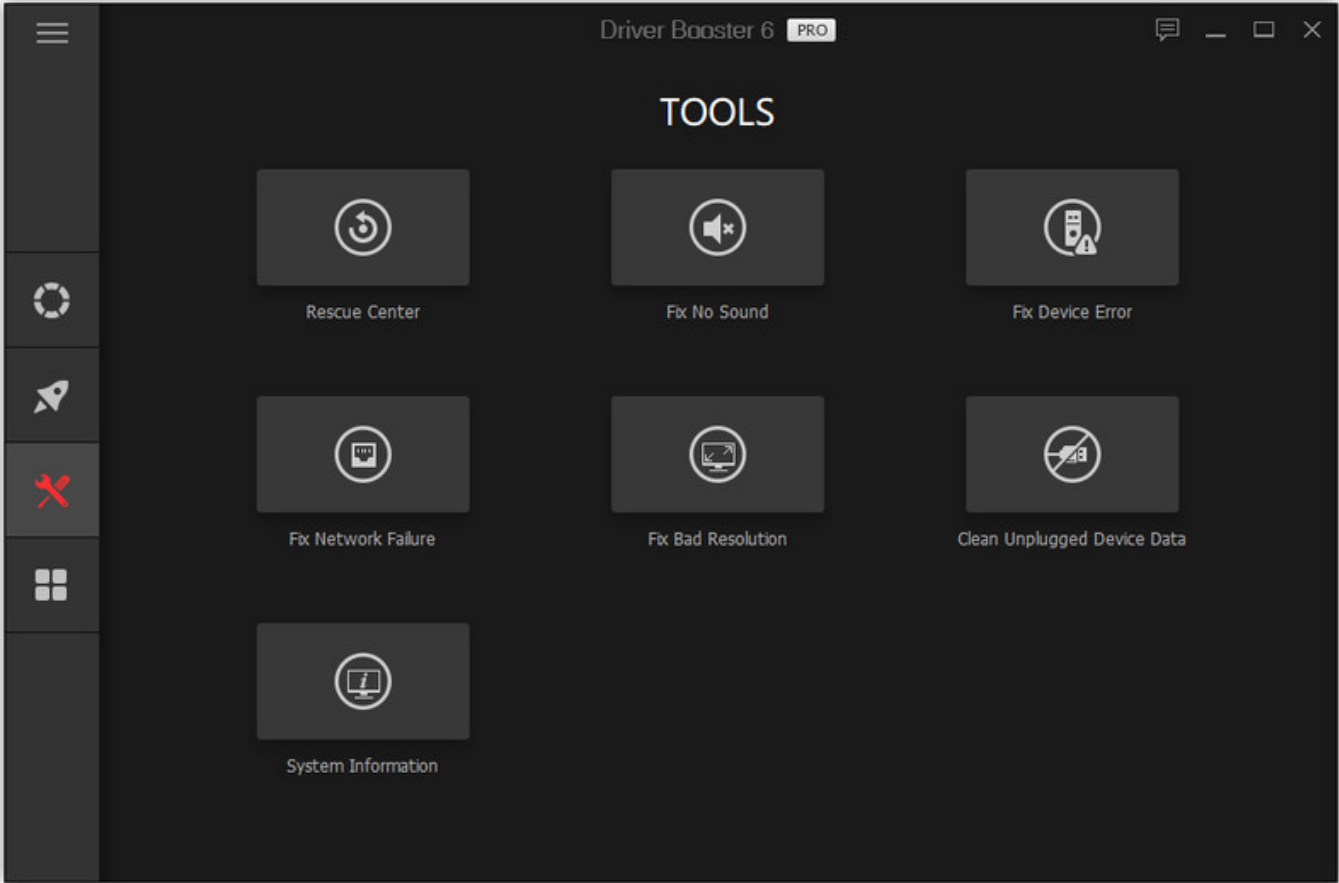 Driver Booster 6 PRO
TOOLS
Rescue Center
Fix No Sound
Fix Device Error
Fix Network Failure
Fix Bad Resolution
Clean Unplugged Device Data
System Information